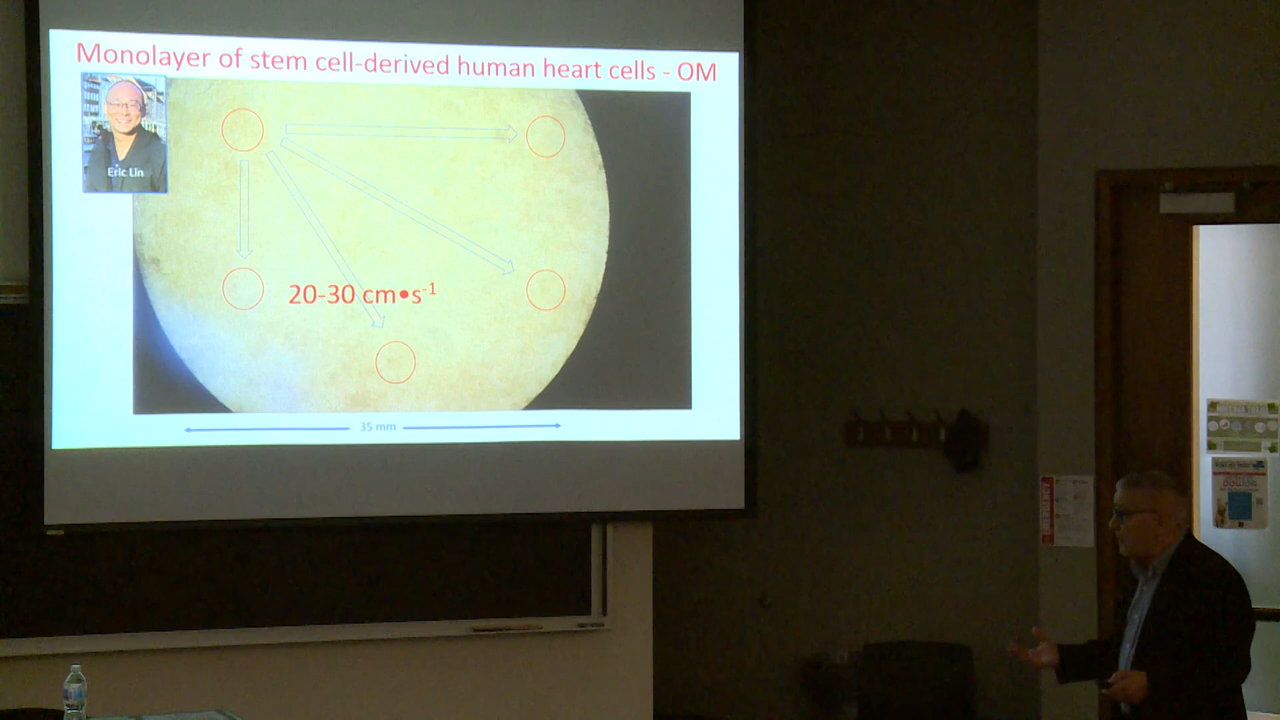 Monolayer of stem cell-derived human heart cells - OM
Eric Lin
20-30 cm•s-1
35 mm